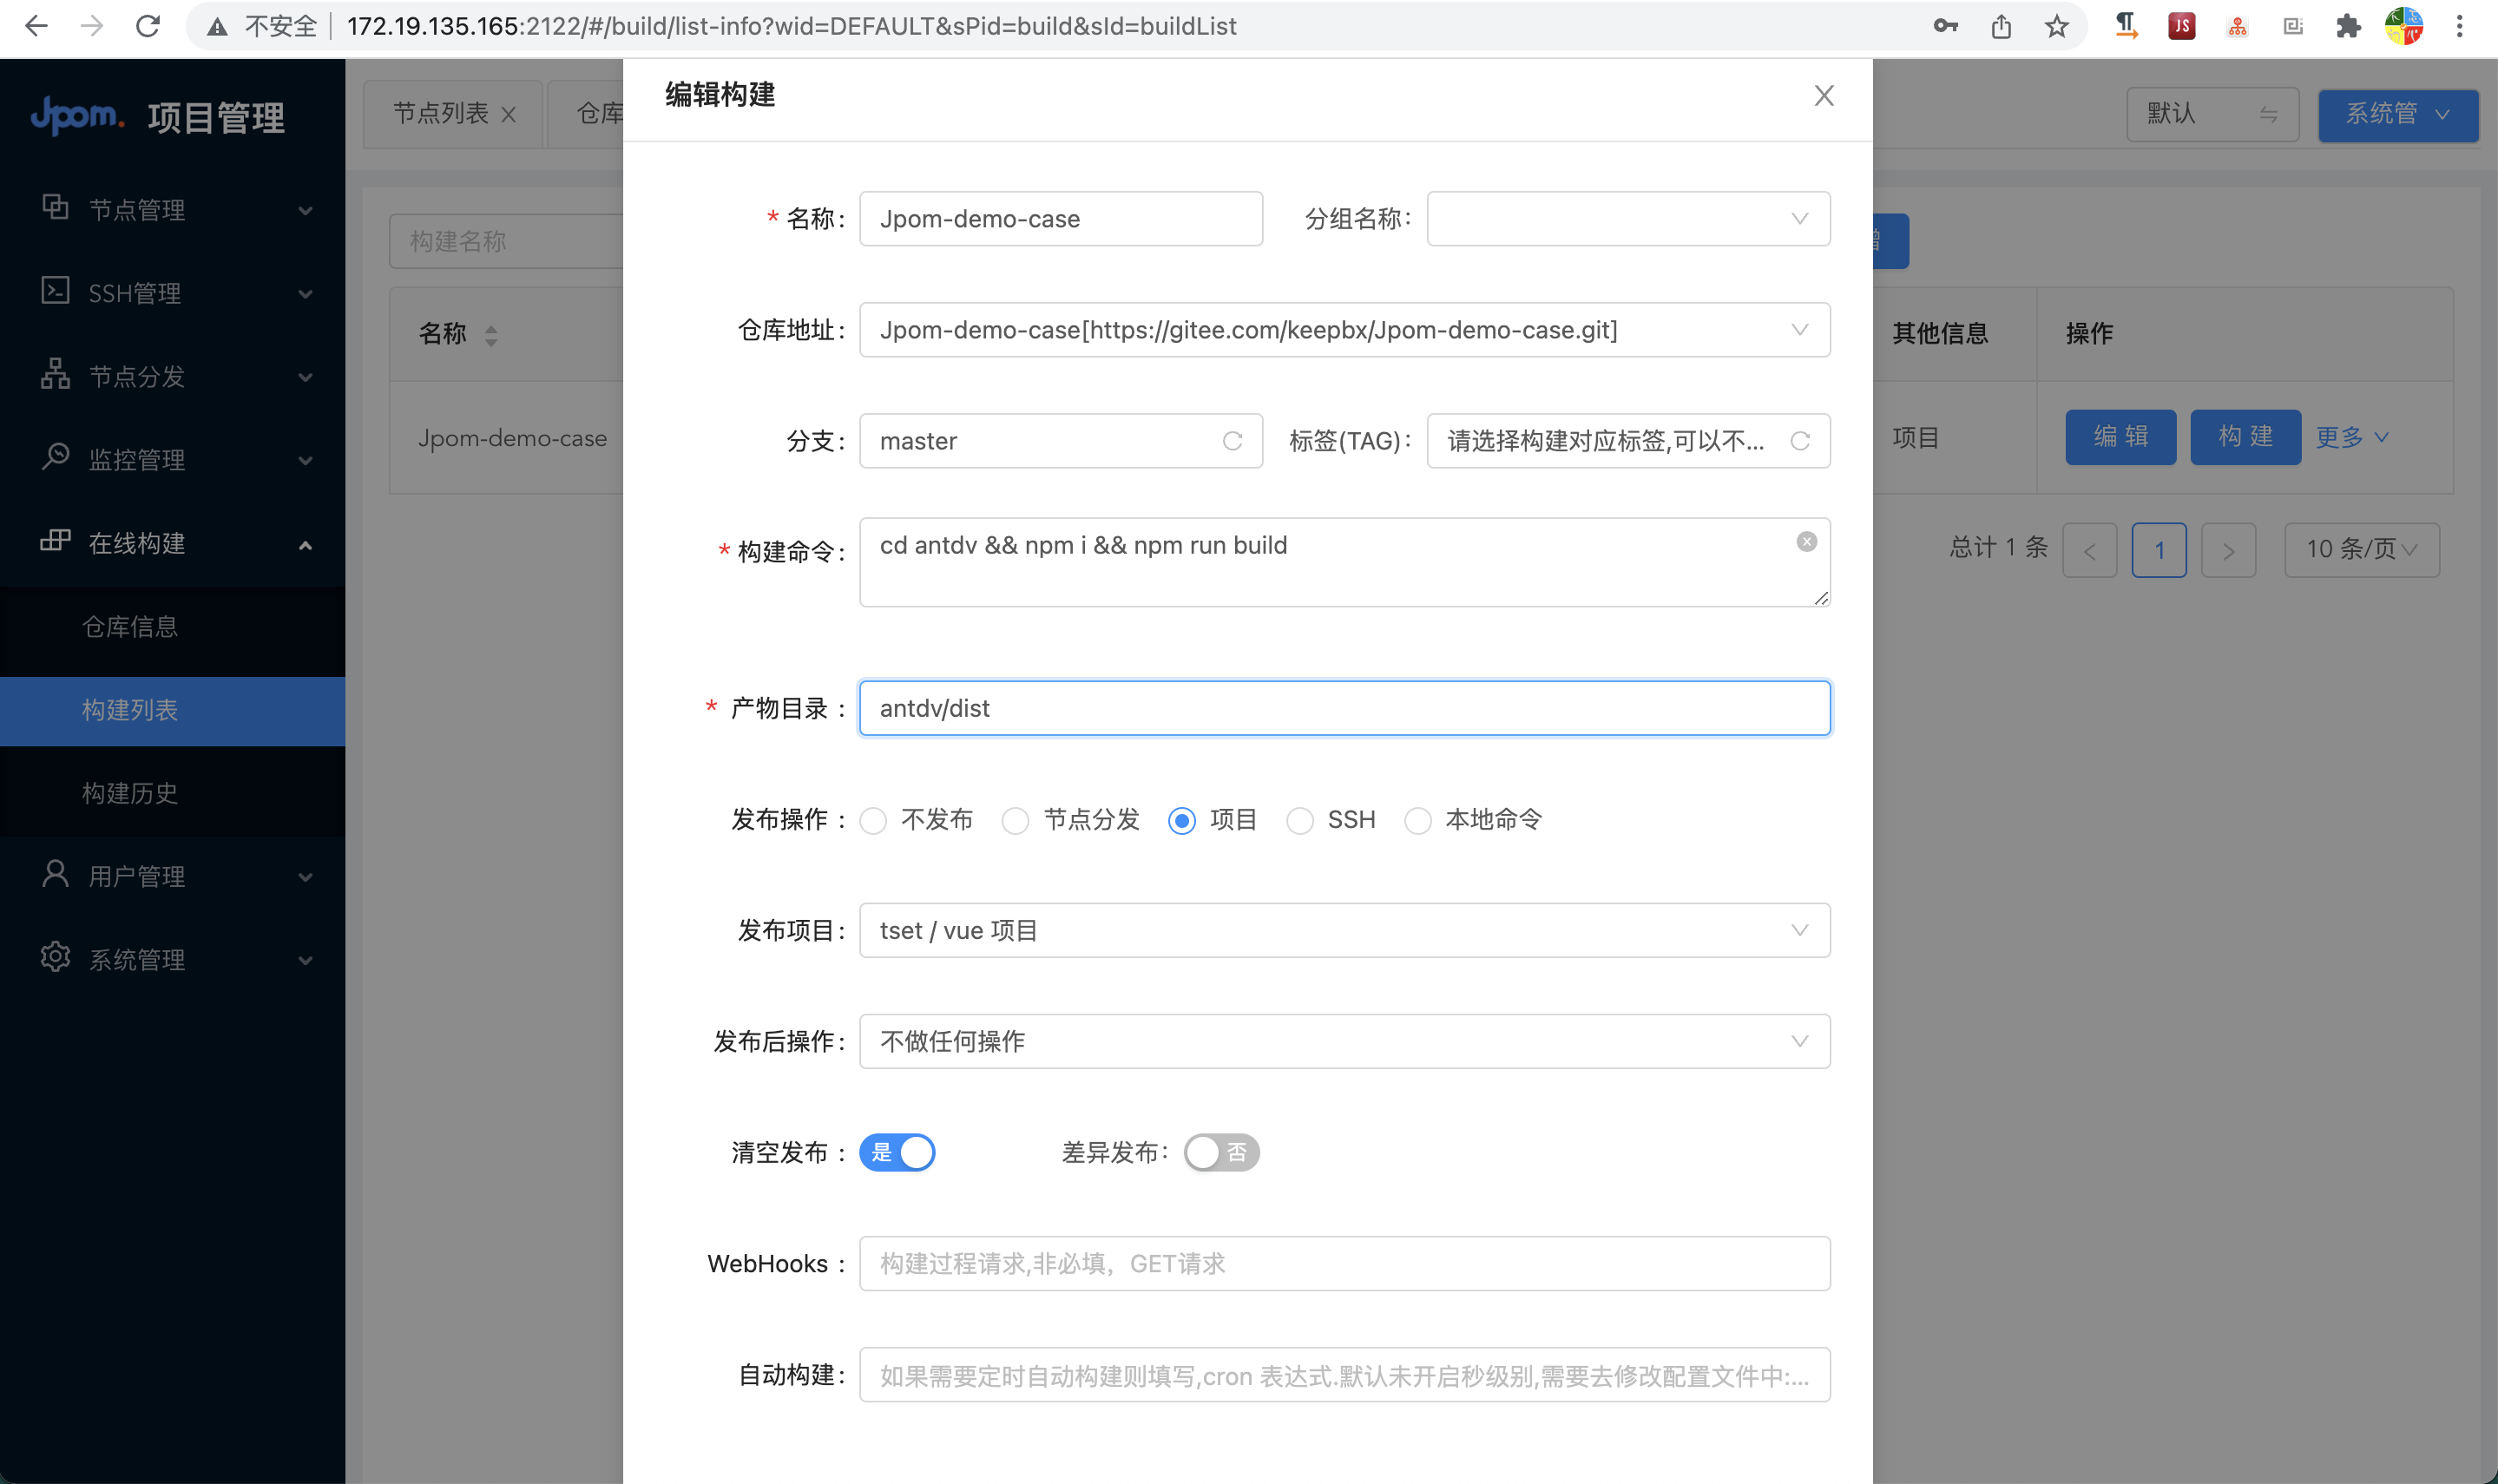 不安全 172.19.135.165:2122/#/build/list-info?wid=DEFAULT&sPid=build&sId=buildList
JS
Jpom. 项目管理
节点管理
SSH管理
节点分发
监控管理
在线构建
仓库信息
构建列表
构建历史
用户管理
系统管理
节点列表
仓库
默认
系统管
构建名称
名称
Jpom-demo-case
其他信息
操作
项目
编 辑
构 建
更多
总计 1 条
<
1
>
10 条/页
编辑构建
* 名称:
Jpom-demo-case
分组名称:
仓库地址:
Jpom-demo-case[https://gitee.com/keepbx/Jpom-demo-case.git]
分支:
master
标签(TAG):
请选择构建对应标签,可以不...
* 构建命令:
cd antdv && npm i && npm run build
* 产物目录 :
antdv/dist
发布操作 :
不发布
节点分发
项目
SSH
本地命令
发布项目:
tset / vue 项目
发布后操作:
不做任何操作
清空发布 :
是
差异发布:
否
WebHooks :
构建过程请求,非必填，GET请求
自动构建:
如果需要定时自动构建则填写,cron 表达式.默认未开启秒级别,需要去修改配置文件中:...